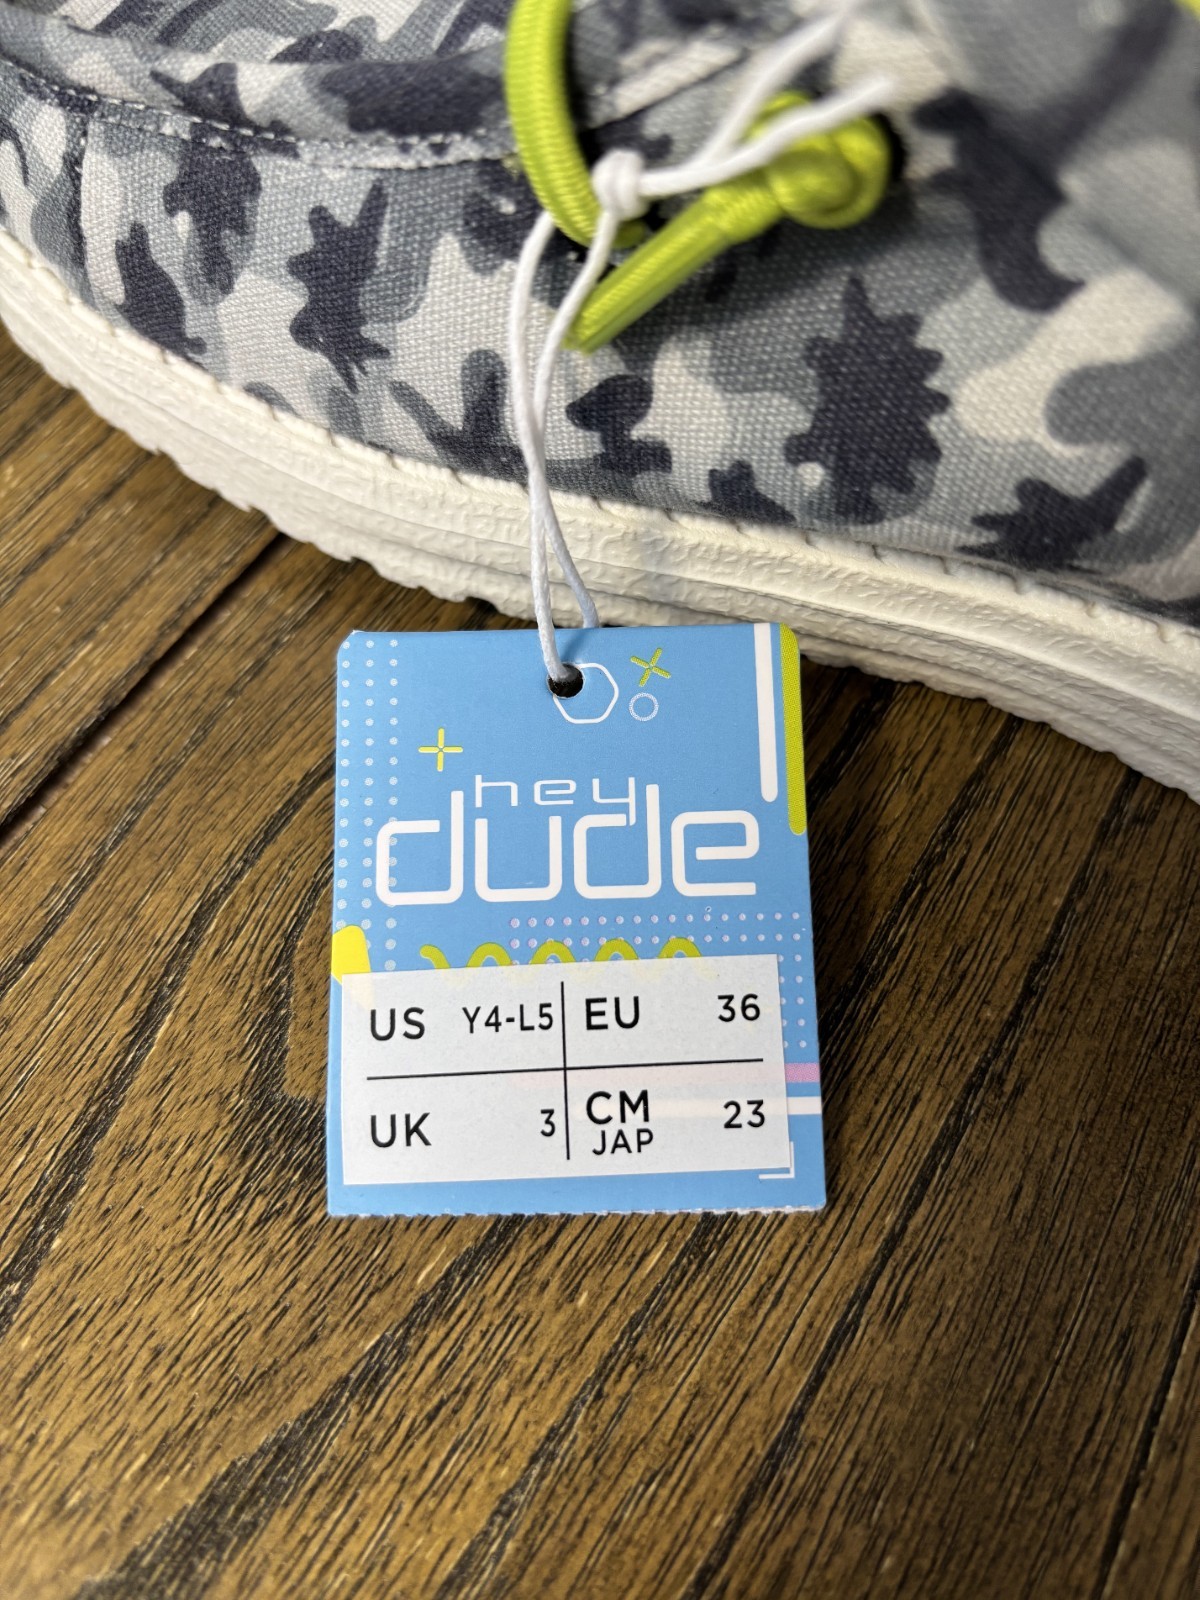 hey
dude
US Y4-L5 EU 36
UK 3 CM JAP 23